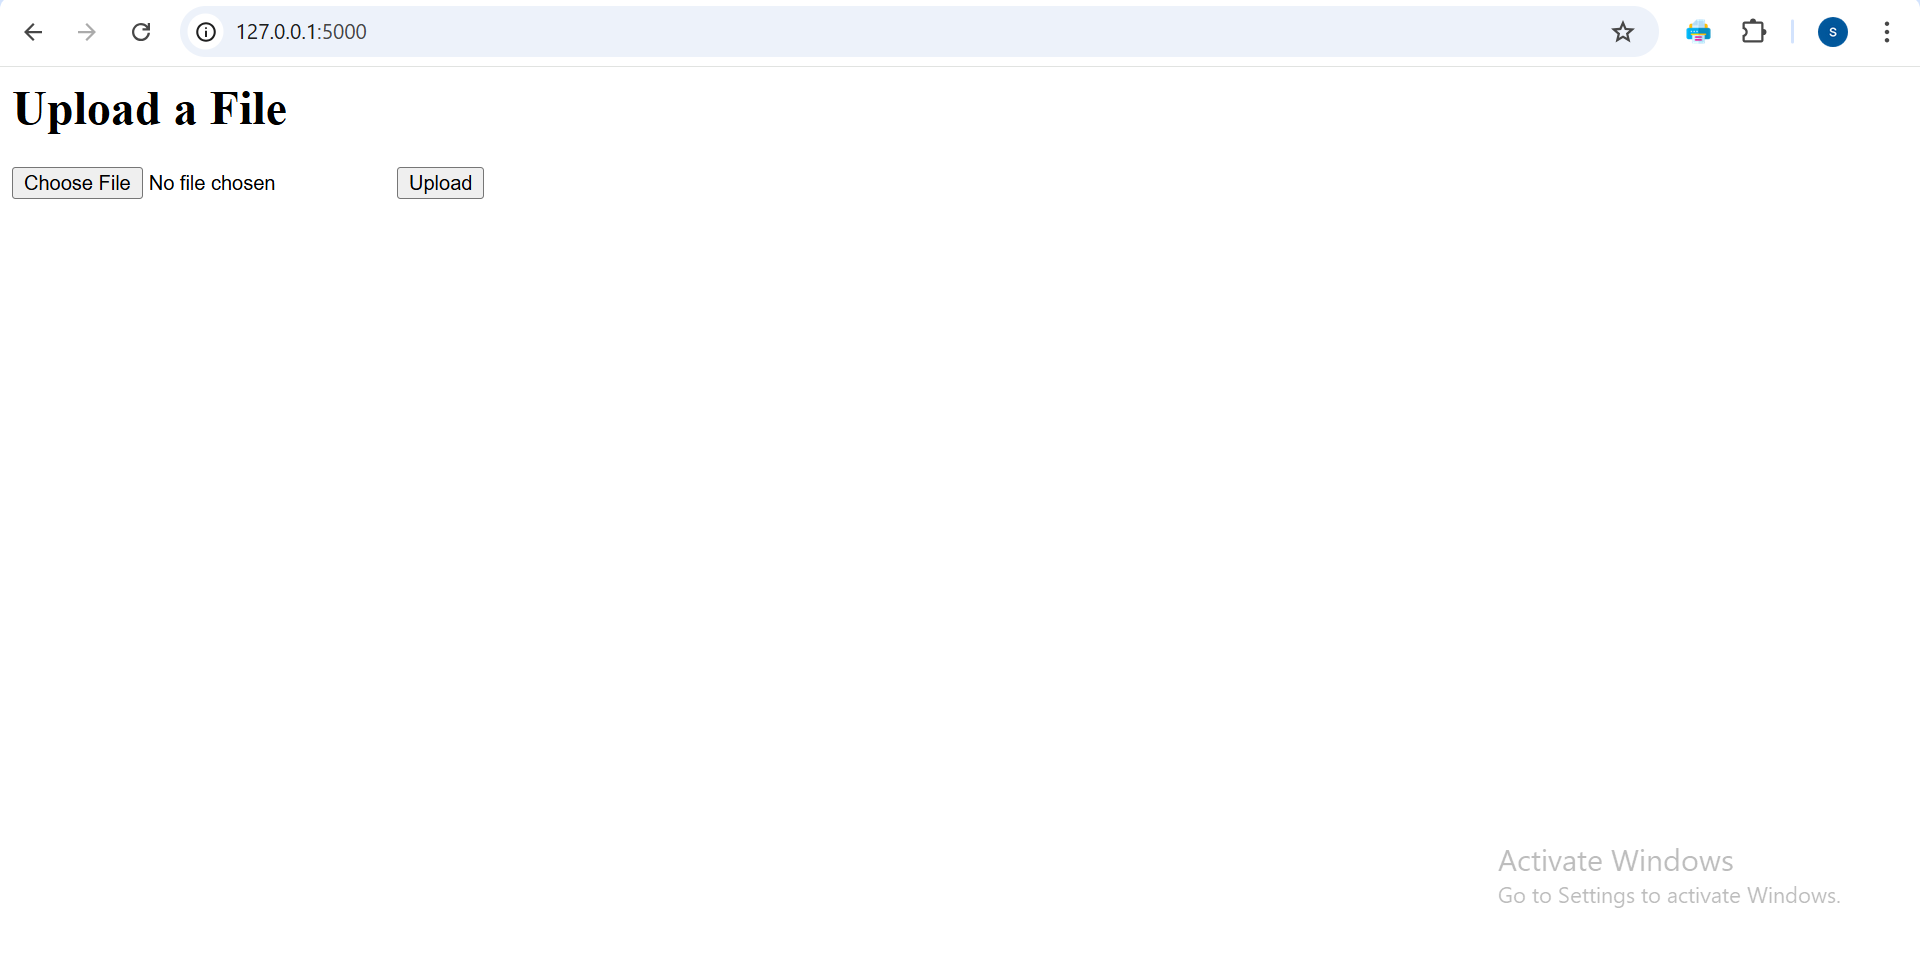 127.0.0.1:5000
S
Upload a File
Choose File No file chosen Upload
Activate Windows
Go to Settings to activate Windows.